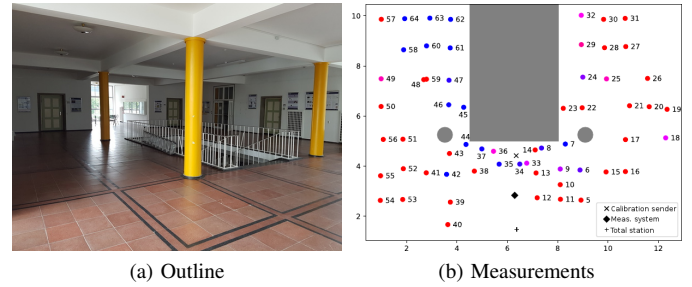 57 64 63 62 32 30 31
58 60 61 29 28 27
49 48 59 47 24 25 26
50 46 45 23 22 21 20 19
56 51 44 43 37 36 14 8 7 17 18
55 52 41 42 38 35 34 33 13 9 6 15 16
54 53 39 12 10 11 5
40
10
8
6
4
2
2 4 6 8 10 12
Calibration sender
Meas. system
Total station
(a) Outline
(b) Measurements